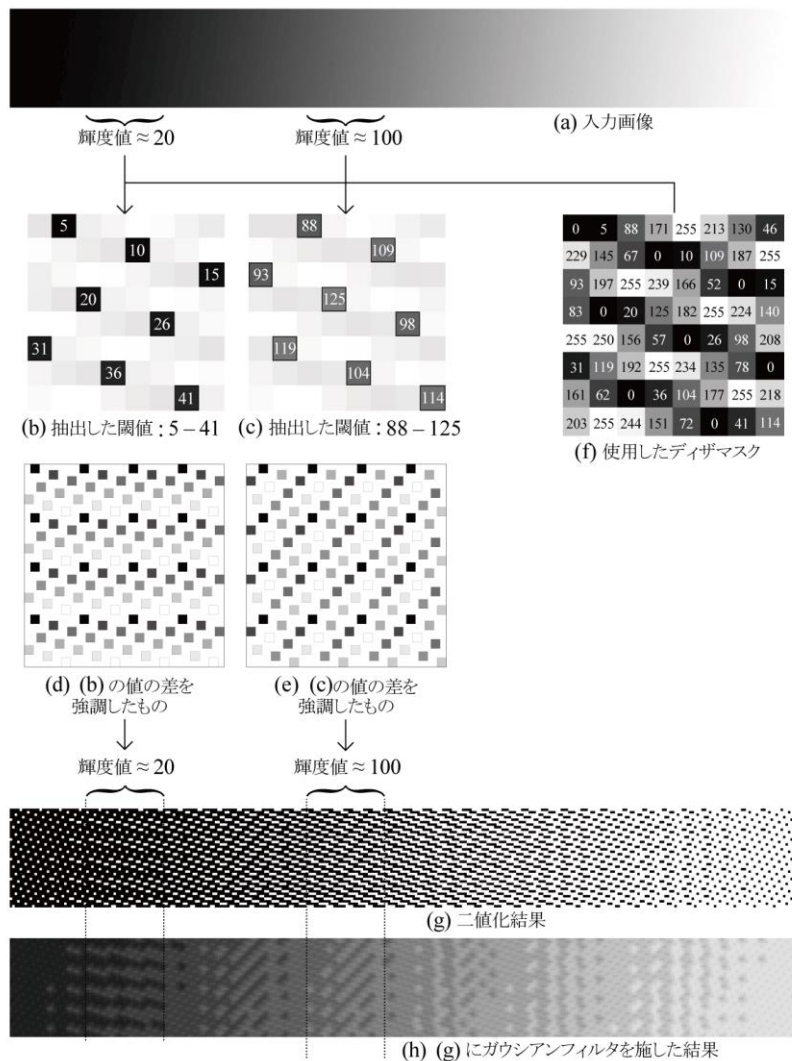 (a) 入力画像
輝度値 ≈ 20
輝度値 ≈ 100
5
10
15
20
26
31
36
41
(b) 抽出した閾値：5 – 41
88
109
93
125
98
119
104
114
(c) 抽出した閾値：88 – 125
0 5 88 171 255 213 130 46
229 145 67 0 10 109 187 255
93 197 255 239 166 52 0 15
83 0 20 125 182 255 224 140
255 250 156 57 0 26 98 208
31 119 192 255 234 135 78 0
161 62 0 36 104 177 255 218
203 255 244 151 72 0 41 114
(f) 使用したディザマスク
(d) (b) の値の差を
強調したもの
(e) (c)の値の差を
強調したもの
輝度値 ≈ 20
輝度値 ≈ 100
(g) 二値化結果
(h) (g) にガウシアンフィルタを施した結果